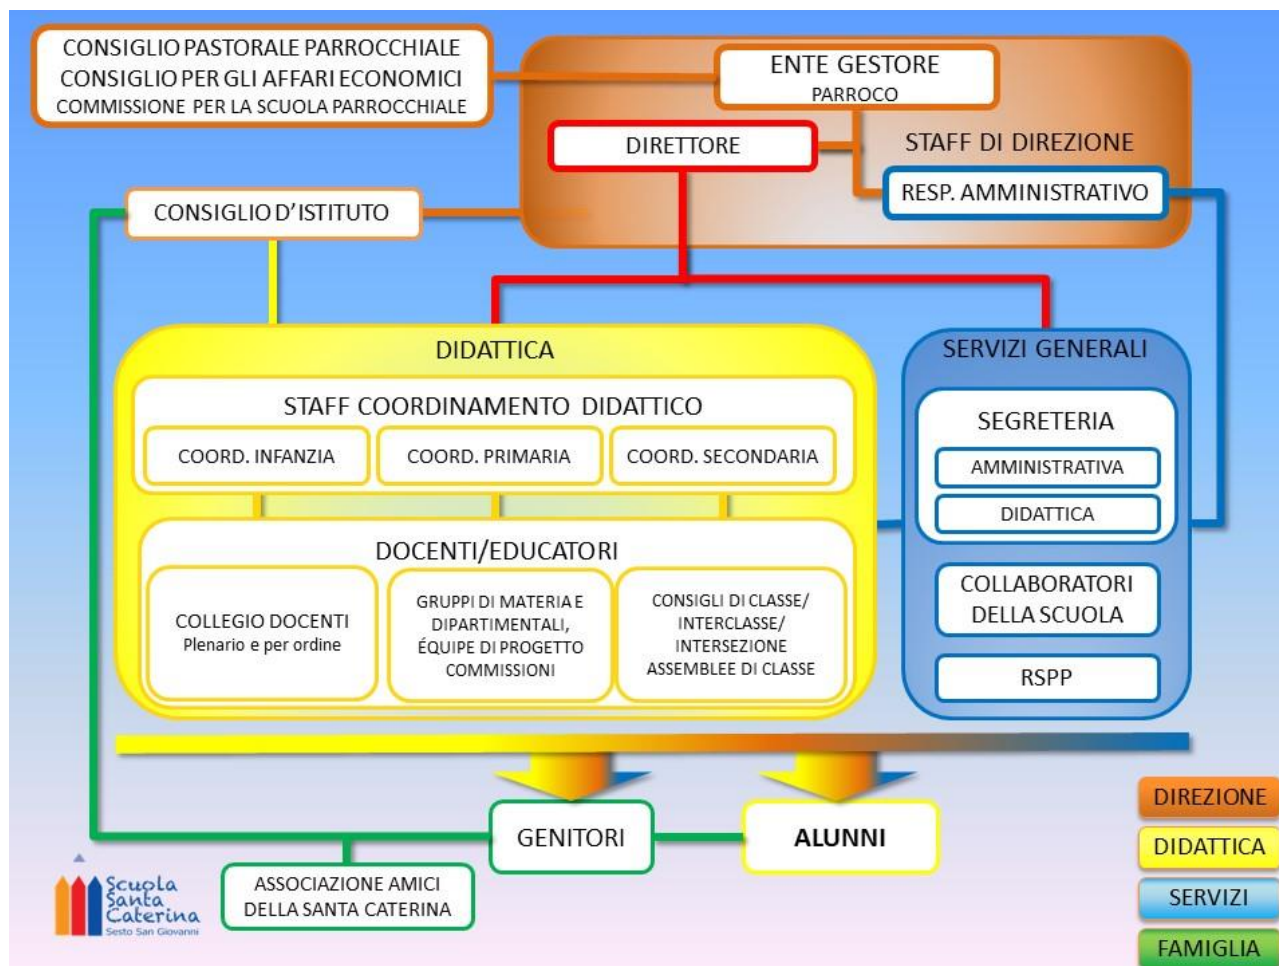 CONSIGLIO PASTORALE PARROCCHIALE
CONSIGLIO PER GLI AFFARI ECONOMICI
COMMISSIONE PER LA SCUOLA PARROCCHIALE
ENTE GESTORE
PARROCO
DIRETTORE
STAFF DI DIREZIONE
RESP. AMMINISTRATIVO
CONSIGLIO D'ISTITUTO
DIDATTICA
STAFF COORDINAMENTO DIDATTICO
COORD. INFANZIA
COORD. PRIMARIA
COORD. SECONDARIA
DOCENTI/EDUCATORI
COLLEGIO DOCENTI
Plenario e per ordine
GRUPPI DI MATERIA E
DIPARTIMENTALI,
ÉQUIPE DI PROGETTO
COMMISSIONI
CONSIGLI DI CLASSE/
INTERCLASSE/
INTERSEZIONE
ASSEMBLEE DI CLASSE
SERVIZI GENERALI
SEGRETERIA
AMMINISTRATIVA
DIDATTICA
COLLABORATORI
DELLA SCUOLA
RSPP
GENITORI
ALUNNI
ASSOCIAZIONE AMICI
DELLA SANTA CATERINA
Scuola
Santa
Caterina
Sesto San Giovanni
DIREZIONE
DIDATTICA
SERVIZI
FAMIGLIA